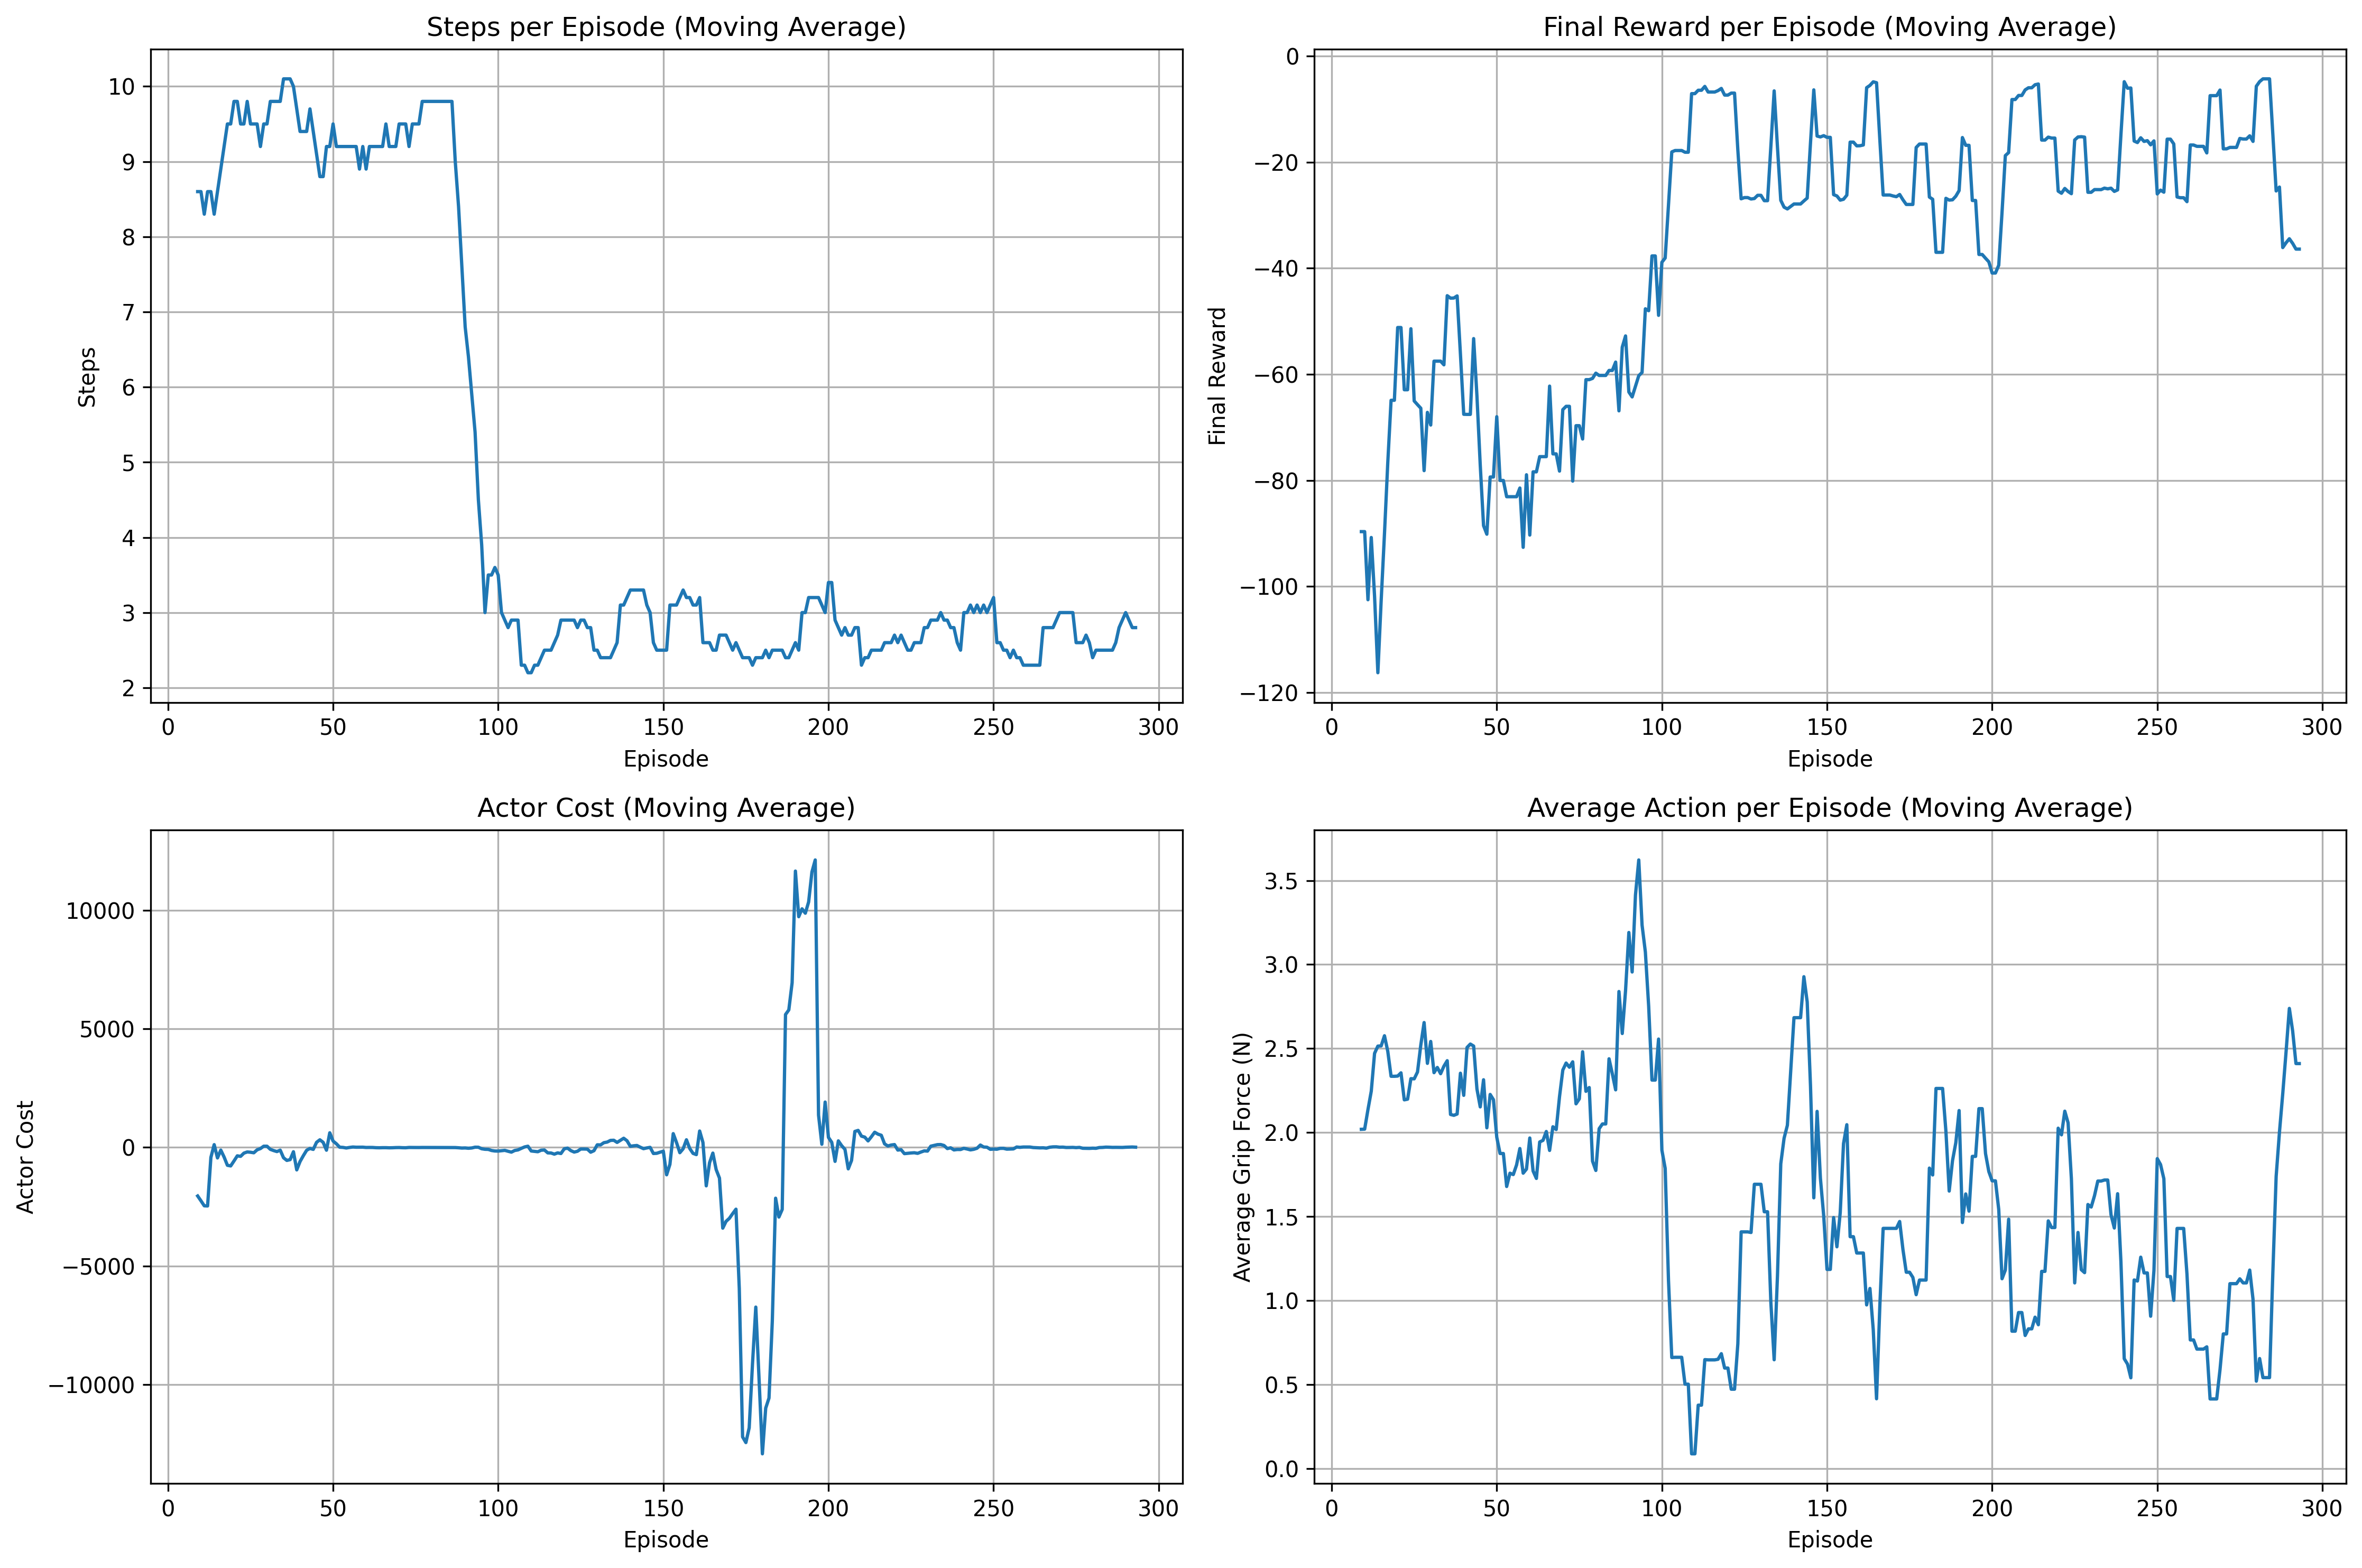 Steps per Episode (Moving Average)
10
9
8
7
6
5
4
3
2
Steps
0 50 100 150 200 250 300
Episode
Final Reward per Episode (Moving Average)
0
−20
−40
−60
−80
−100
−120
Final Reward
0 50 100 150 200 250 300
Episode
Actor Cost (Moving Average)
10000
5000
0
−5000
−10000
Actor Cost
0 50 100 150 200 250 300
Episode
Average Action per Episode (Moving Average)
3.5
3.0
2.5
2.0
1.5
1.0
0.5
0.0
Average Grip Force (N)
0 50 100 150 200 250 300
Episode